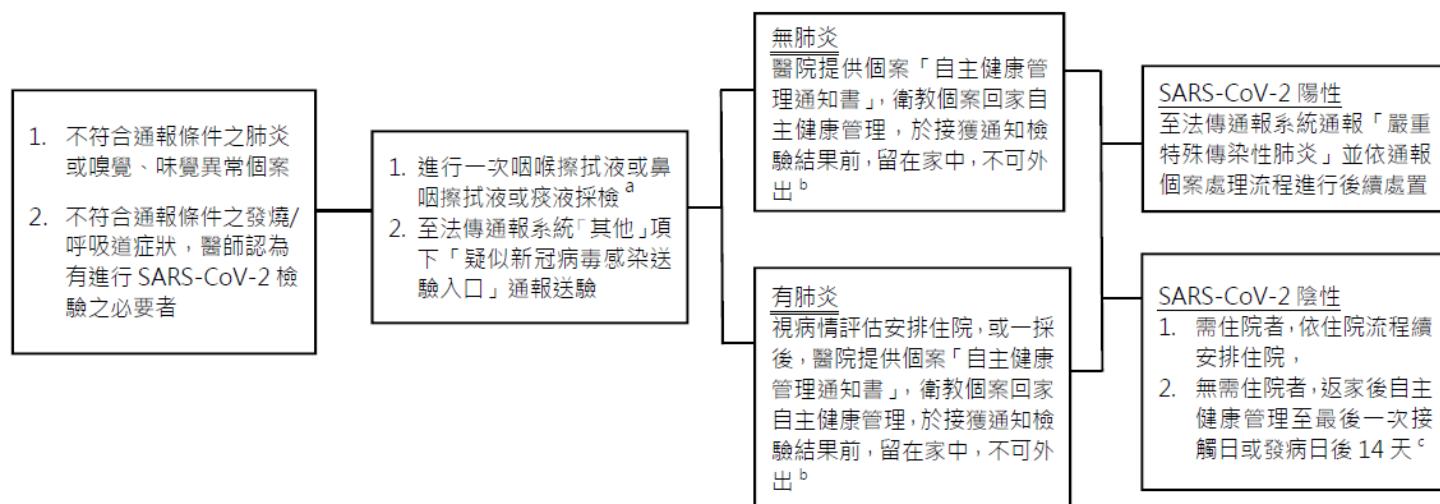 1. 不符合通報條件之肺炎
或嗅覺、味覺異常個案
2. 不符合通報條件之發燒/
呼吸道症狀，醫師認為
有進行 SARS-CoV-2 檢
驗之必要者
1. 進行一次咽喉擦拭液或鼻
咽擦拭液或痰液採檢 a
2. 至法傳通報系統「其他」項
下「疑似新冠病毒感染送
驗入口」通報送驗
無肺炎
醫院提供個案「自主健康管
理通知書」，衛教個案回家自
主健康管理，於接獲通知檢
驗結果前，留在家中，不可外
出 b
有肺炎
視病情評估安排住院，或一採
後，醫院提供個案「自主健康
管理通知書」，衛教個案回家
自主健康管理，於接獲通知檢
驗結果前，留在家中，不可外
出 b
SARS-CoV-2 陽性
至法傳通報系統通報「嚴重
特殊傳染性肺炎」並依通報
個案處理流程進行後續處置
SARS-CoV-2 陰性
1. 需住院者，依住院流程續
安排住院，
2. 無需住院者，返家後自主
健康管理至最後一次接
觸日或發病日後 14 天 c